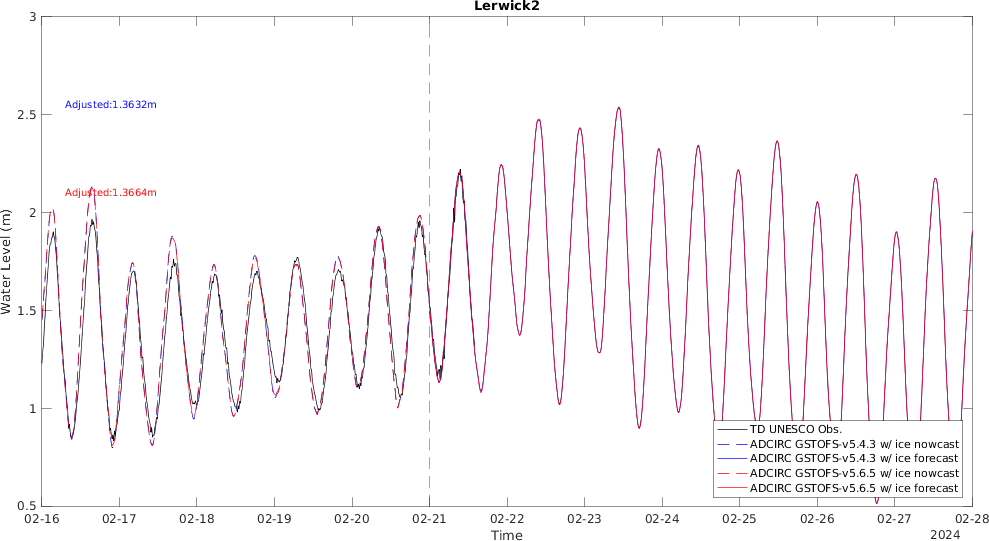 Lerwick2
3
2.5
2
1.5
1
0.5
Water Level (m)
Adjusted:1.3632m
Adjusted:1.3664m
TD UNESCO Obs.
ADCIRC GSTOFS-v5.4.3 w/ ice nowcast
ADCIRC GSTOFS-v5.4.3 w/ ice forecast
ADCIRC GSTOFS-v5.6.5 w/ ice nowcast
ADCIRC GSTOFS-v5.6.5 w/ ice forecast
02-16 02-17 02-18 02-19 02-20 02-21 02-22 02-23 02-24 02-25 02-26 02-27 02-28
Time
2024